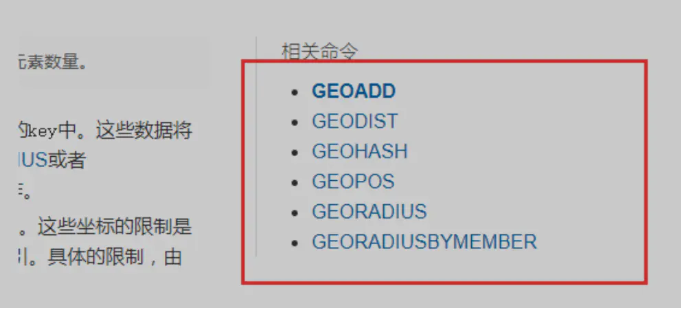 元素数量。
的key中。这些数据将
IUS或者
。
。这些坐标的限制是
引。具体的限制，由
相关命令
GEOADD
GEODIST
GEOHASH
GEOPOS
GEORADIUS
GEORADIUSBYMEMBER